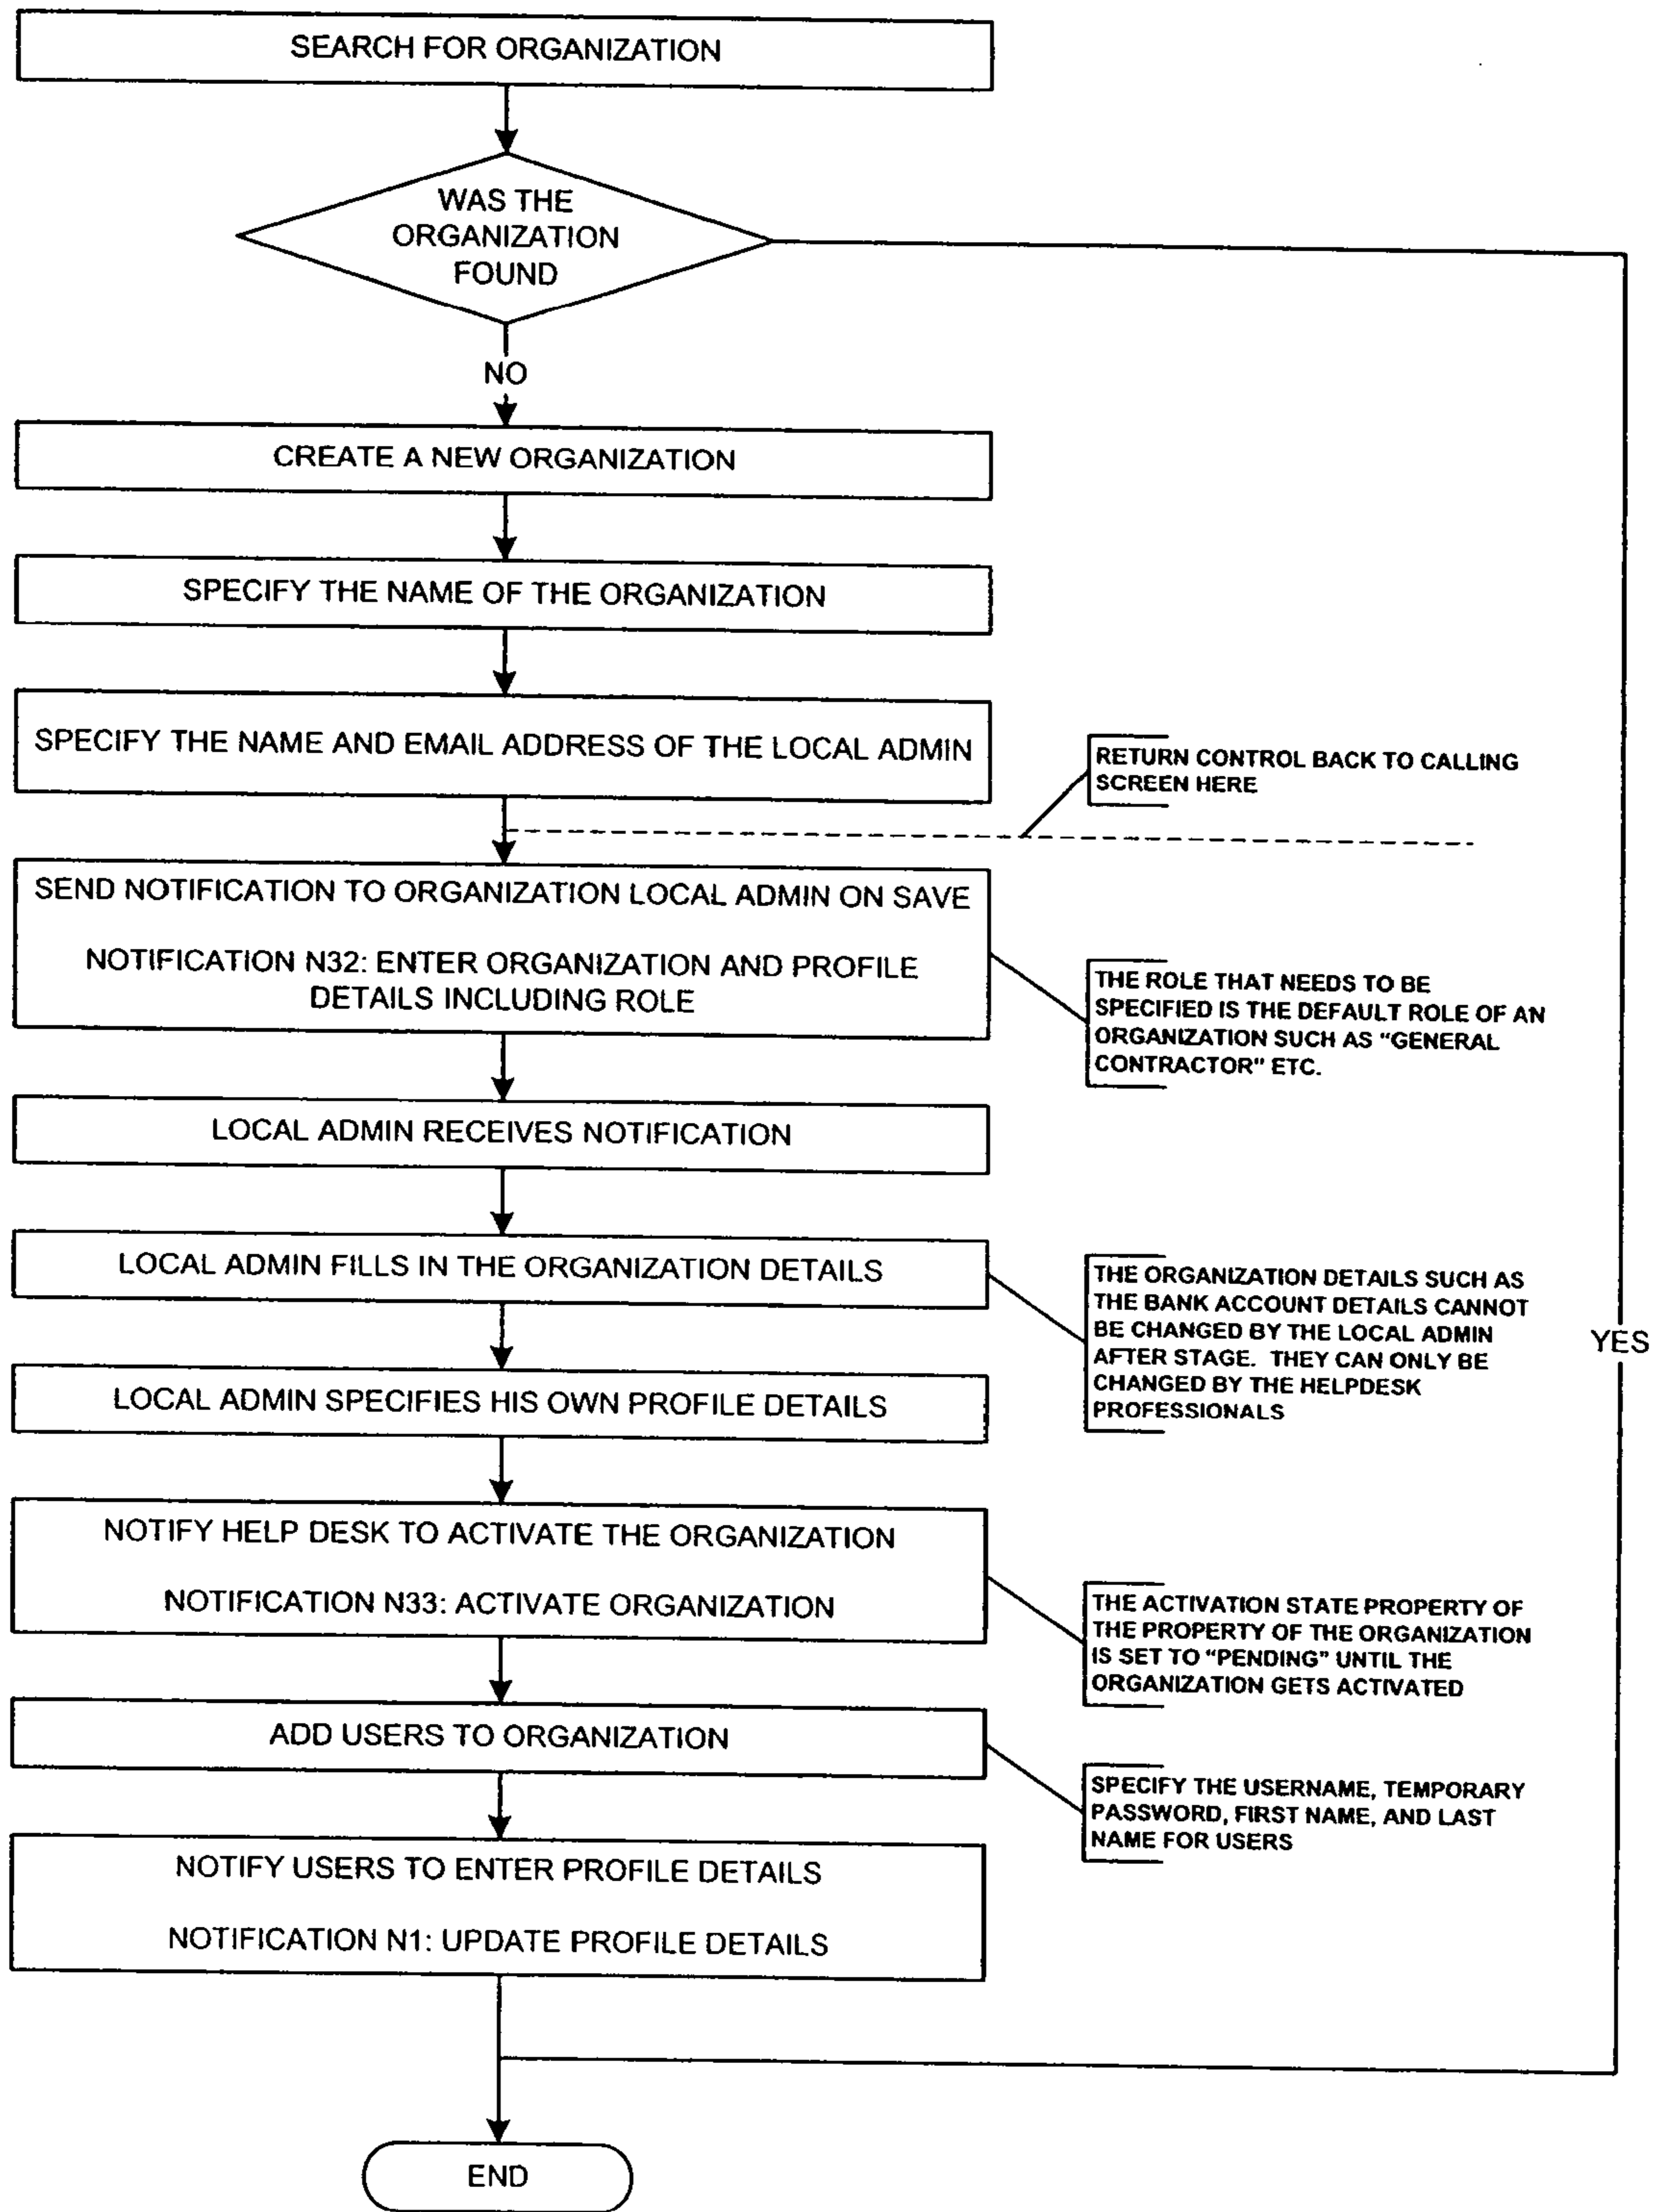 SEARCH FOR ORGANIZATION
WAS THE
ORGANIZATION
FOUND
NO
CREATE A NEW ORGANIZATION
SPECIFY THE NAME OF THE ORGANIZATION
SPECIFY THE NAME AND EMAIL ADDRESS OF THE LOCAL ADMIN
RETURN CONTROL BACK TO CALLING
SCREEN HERE
SEND NOTIFICATION TO ORGANIZATION LOCAL ADMIN ON SAVE
NOTIFICATION N32: ENTER ORGANIZATION AND PROFILE
DETAILS INCLUDING ROLE
THE ROLE THAT NEEDS TO BE
SPECIFIED IS THE DEFAULT ROLE OF AN
ORGANIZATION SUCH AS "GENERAL
CONTRACTOR" ETC.
LOCAL ADMIN RECEIVES NOTIFICATION
LOCAL ADMIN FILLS IN THE ORGANIZATION DETAILS
THE ORGANIZATION DETAILS SUCH AS
THE BANK ACCOUNT DETAILS CANNOT
BE CHANGED BY THE LOCAL ADMIN
AFTER STAGE. THEY CAN ONLY BE
CHANGED BY THE HELPDESK
PROFESSIONALS
YES
LOCAL ADMIN SPECIFIES HIS OWN PROFILE DETAILS
NOTIFY HELP DESK TO ACTIVATE THE ORGANIZATION
NOTIFICATION N33: ACTIVATE ORGANIZATION
THE ACTIVATION STATE PROPERTY OF
THE PROPERTY OF THE ORGANIZATION
IS SET TO "PENDING" UNTIL THE
ORGANIZATION GETS ACTIVATED
ADD USERS TO ORGANIZATION
SPECIFY THE USERNAME, TEMPORARY
PASSWORD, FIRST NAME, AND LAST
NAME FOR USERS
NOTIFY USERS TO ENTER PROFILE DETAILS
NOTIFICATION N1: UPDATE PROFILE DETAILS
END